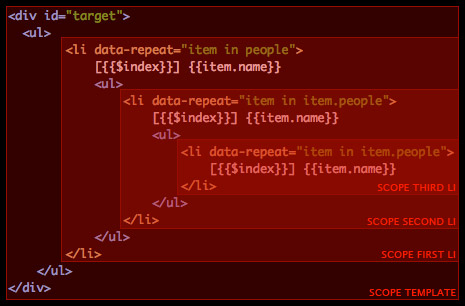 <div id="target">
<ul>
<li data-repeat="item in people">
[{{$index}}] {{item.name}}
<ul>
<li data-repeat="item in item.people">
[{{$index}}] {{item.name}}
<ul>
<li data-repeat="item in item.people">
[{{$index}}] {{item.name}}
</li> SCOPE THIRD LI
</ul>
</li> SCOPE SECOND LI
</ul>
</li> SCOPE FIRST LI
</ul>
</div> SCOPE TEMPLATE